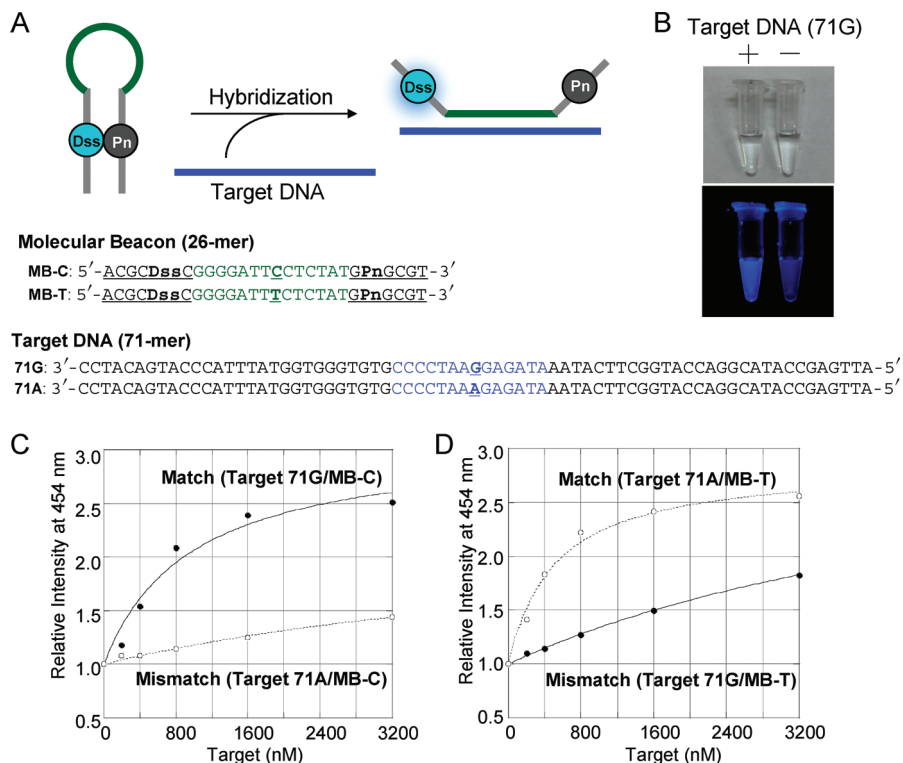 A
Dss
Pn
Hybridization
Target DNA
Dss
Pn
B
Target DNA (71G)
+ −
Molecular Beacon (26-mer)
MB-C: 5′-ACGCDssCGGGGATTCCTCTATGPnGCGT-3′
MB-T: 5′-ACGCDssCGGGGATTTCTCTATGPnGCGT-3′
Target DNA (71-mer)
71G: 3′-CCTACAGTACCCATTTATGGTGGGTGTGCCCCTAAGGAGATAAATACTTCGGTACCAGGCATACCGAGTTA-5′
71A: 3′-CCTACAGTACCCATTTATGGTGGGTGTGCCCCTAAAGAGATAAATACTTCGGTACCAGGCATACCGAGTTA-5′
C
Relative Intensity at 454 nm
3.0
2.5
2.0
1.5
1.0
0.5
Match (Target 71G/MB-C)
Mismatch (Target 71A/MB-C)
0 800 1600 2400 3200
Target (nM)
D
Relative Intensity at 454 nm
3.0
2.5
2.0
1.5
1.0
0.5
Match (Target 71A/MB-T)
Mismatch (Target 71G/MB-T)
0 800 1600 2400 3200
Target (nM)